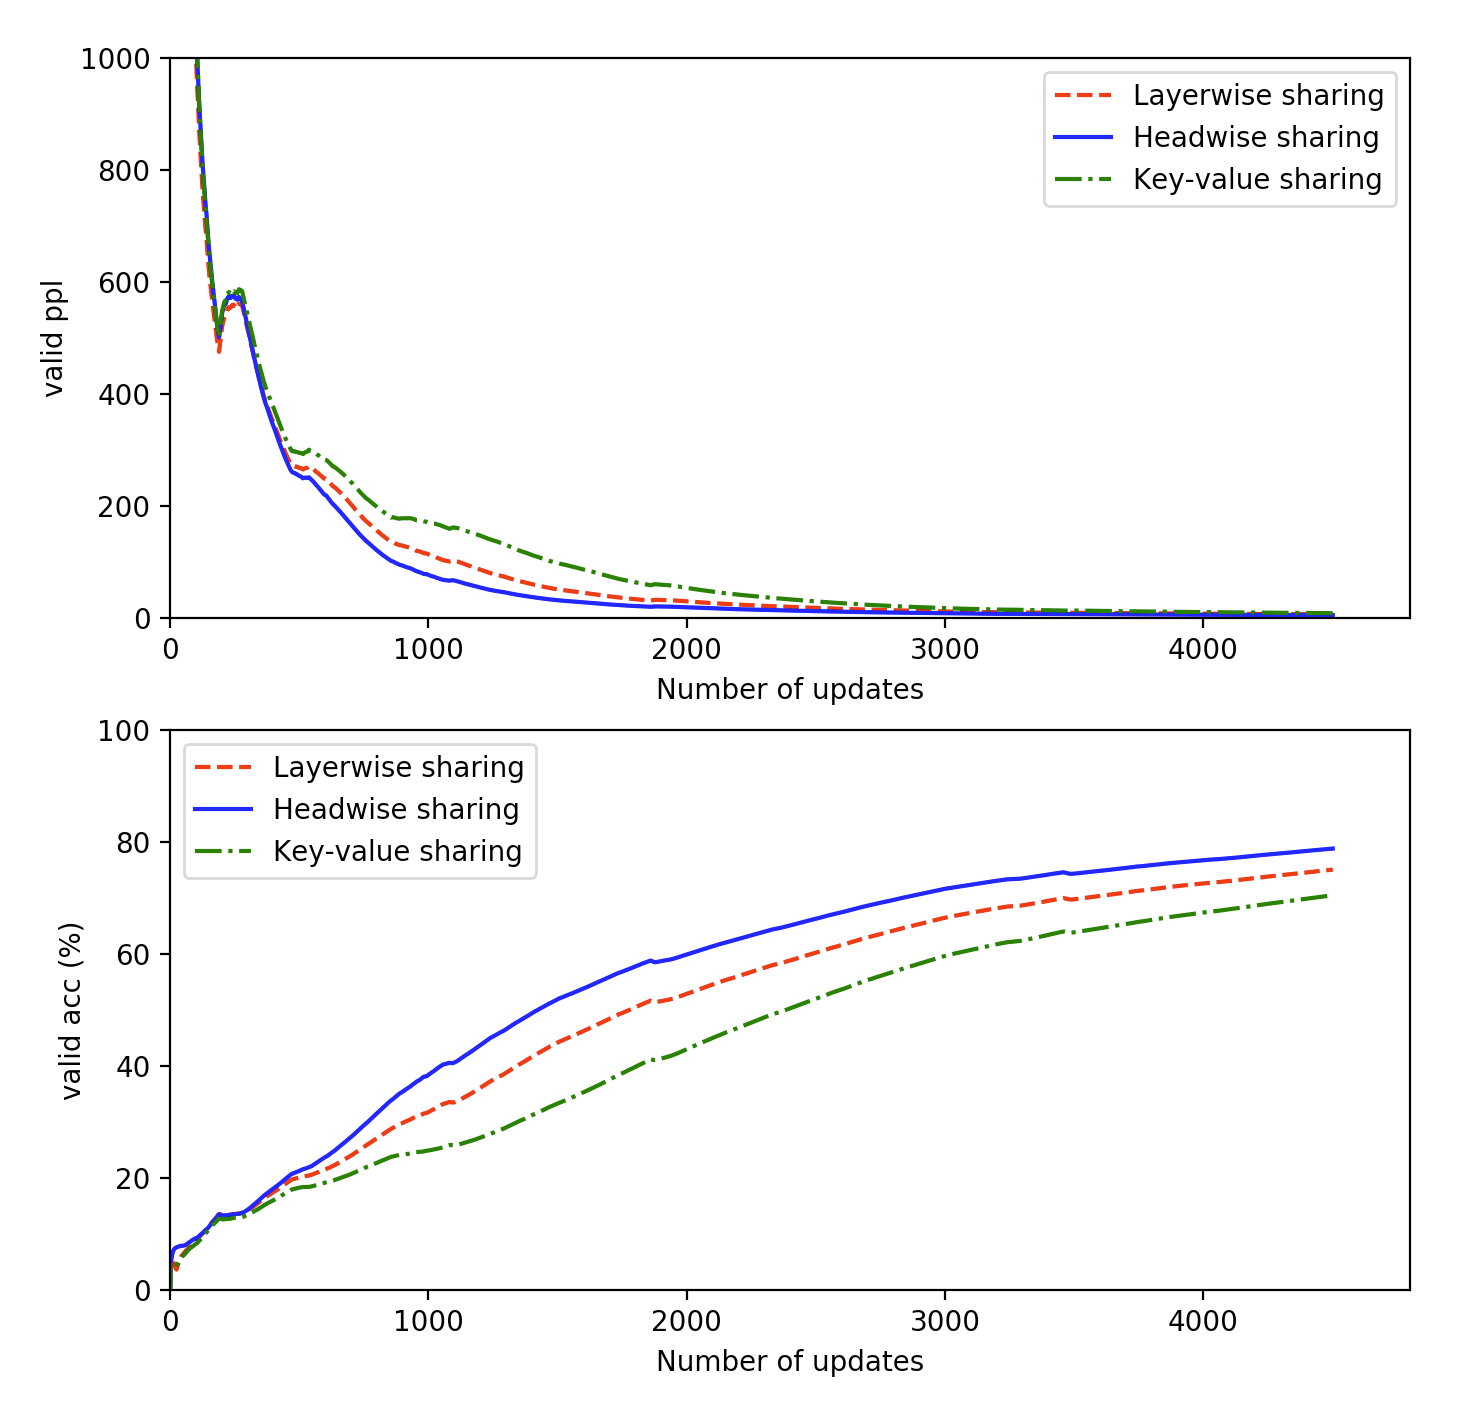 1000
800
600
400
200
0
valid ppl
Layerwise sharing
Headwise sharing
Key-value sharing
0 1000 2000 3000 4000
Number of updates
100
80
60
40
20
0
valid acc (%)
Layerwise sharing
Headwise sharing
Key-value sharing
0 1000 2000 3000 4000
Number of updates